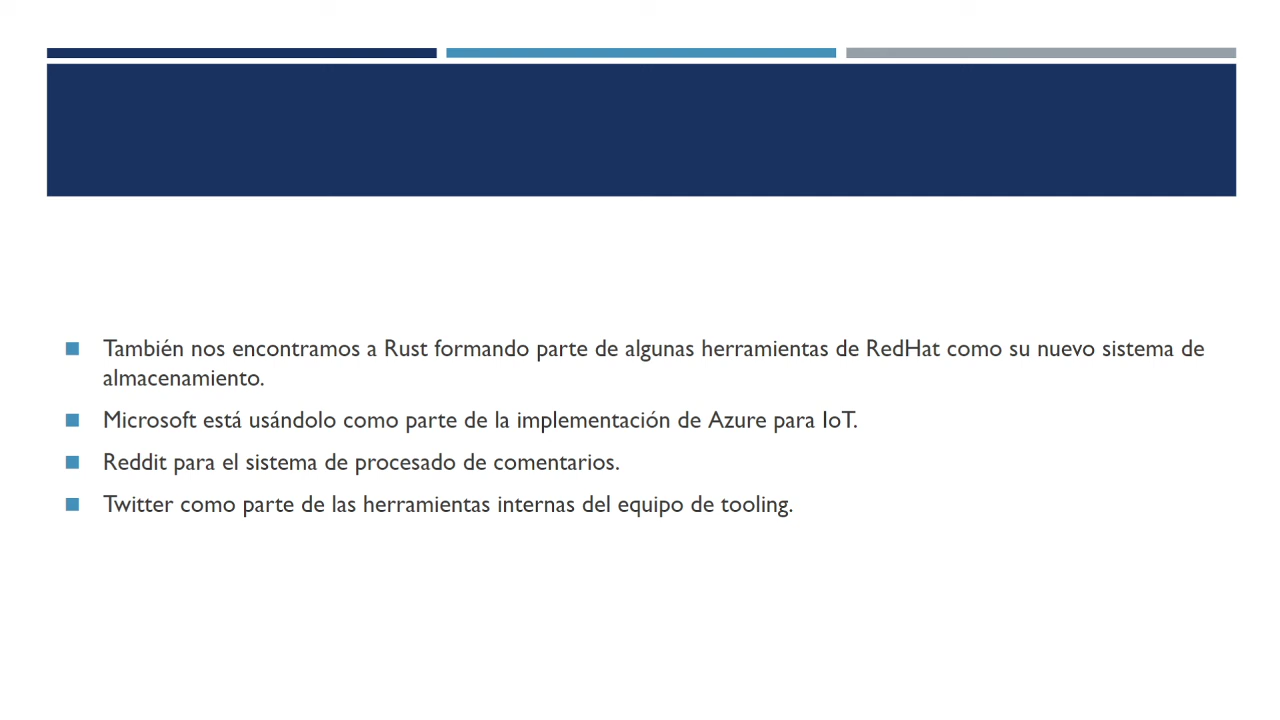 También nos encontramos a Rust formando parte de algunas herramientas de RedHat como su nuevo sistema de
almacenamiento.
Microsoft está usándolo como parte de la implementación de Azure para IoT.
Reddit para el sistema de procesado de comentarios.
Twitter como parte de las herramientas internas del equipo de tooling.